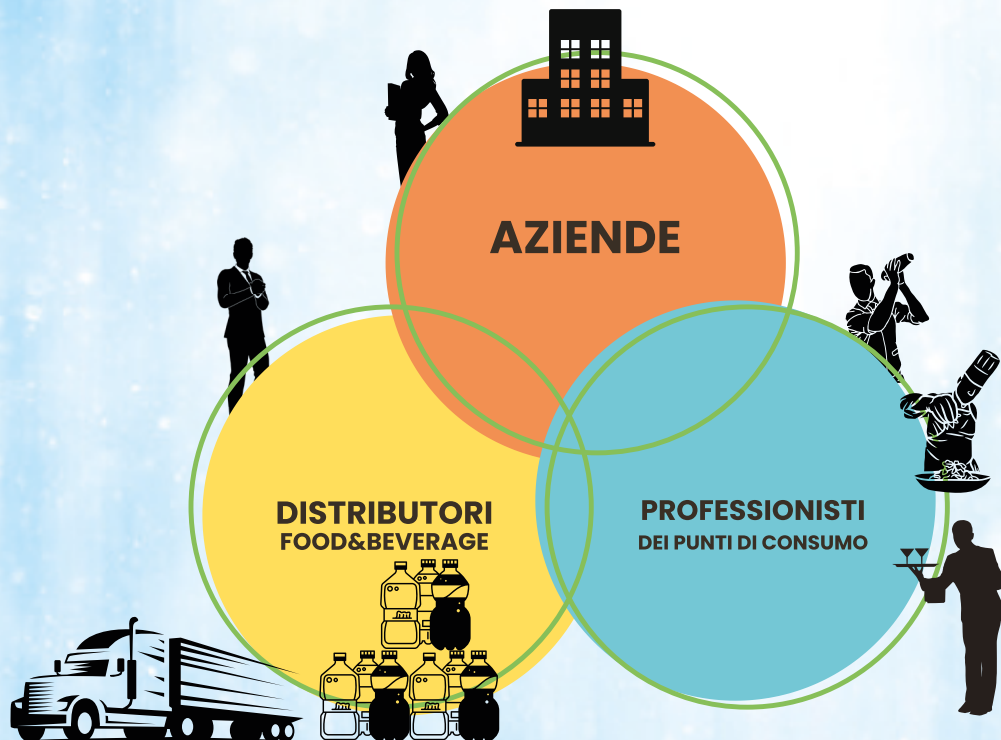 AZIENDE
DISTRIBUTORI
FOOD&BEVERAGE
PROFESSIONISTI
DEI PUNTI DI CONSUMO